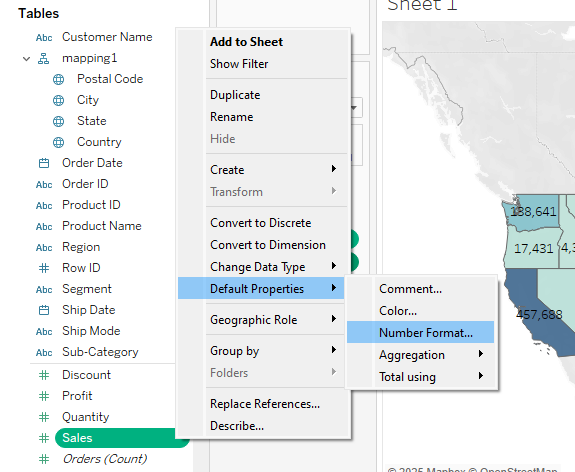 Tables
Abc Customer Name
mapping1
Postal Code
City
State
Country
Order Date
Abc Order ID
Abc Product ID
Abc Product Name
Abc Region
# Row ID
Abc Segment
Ship Date
Abc Ship Mode
Abc Sub-Category
# Discount
# Profit
# Quantity
# Sales
# Orders (Count)
Add to Sheet
Show Filter
Duplicate
Rename
Hide
Create
Transform
Convert to Discrete
Convert to Dimension
Change Data Type
Default Properties
Geographic Role
Group by
Folders
Replace References...
Describe...
Comment...
Color...
Number Format...
Aggregation
Total using
Sheet 1
138,641
17,431
457,688
© 2025 Mapbox © OpenStreetMap